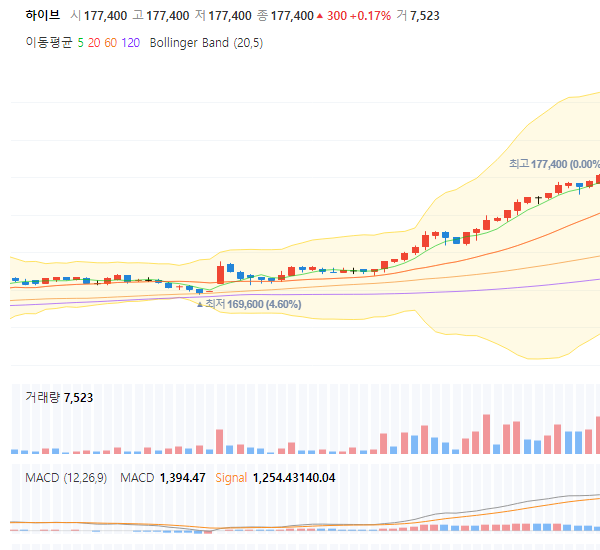 하이브 시 177,400 고 177,400 저 177,400 종 177,400 ▲ 300 +0.17% 거 7,523
이동평균 5 20 60 120 Bollinger Band (20,5)
최고 177,400 (0.00%
▲최저 169,600 (4.60%)
거래량 7,523
MACD (12,26,9) MACD 1,394.47 Signal 1,254.43140.04